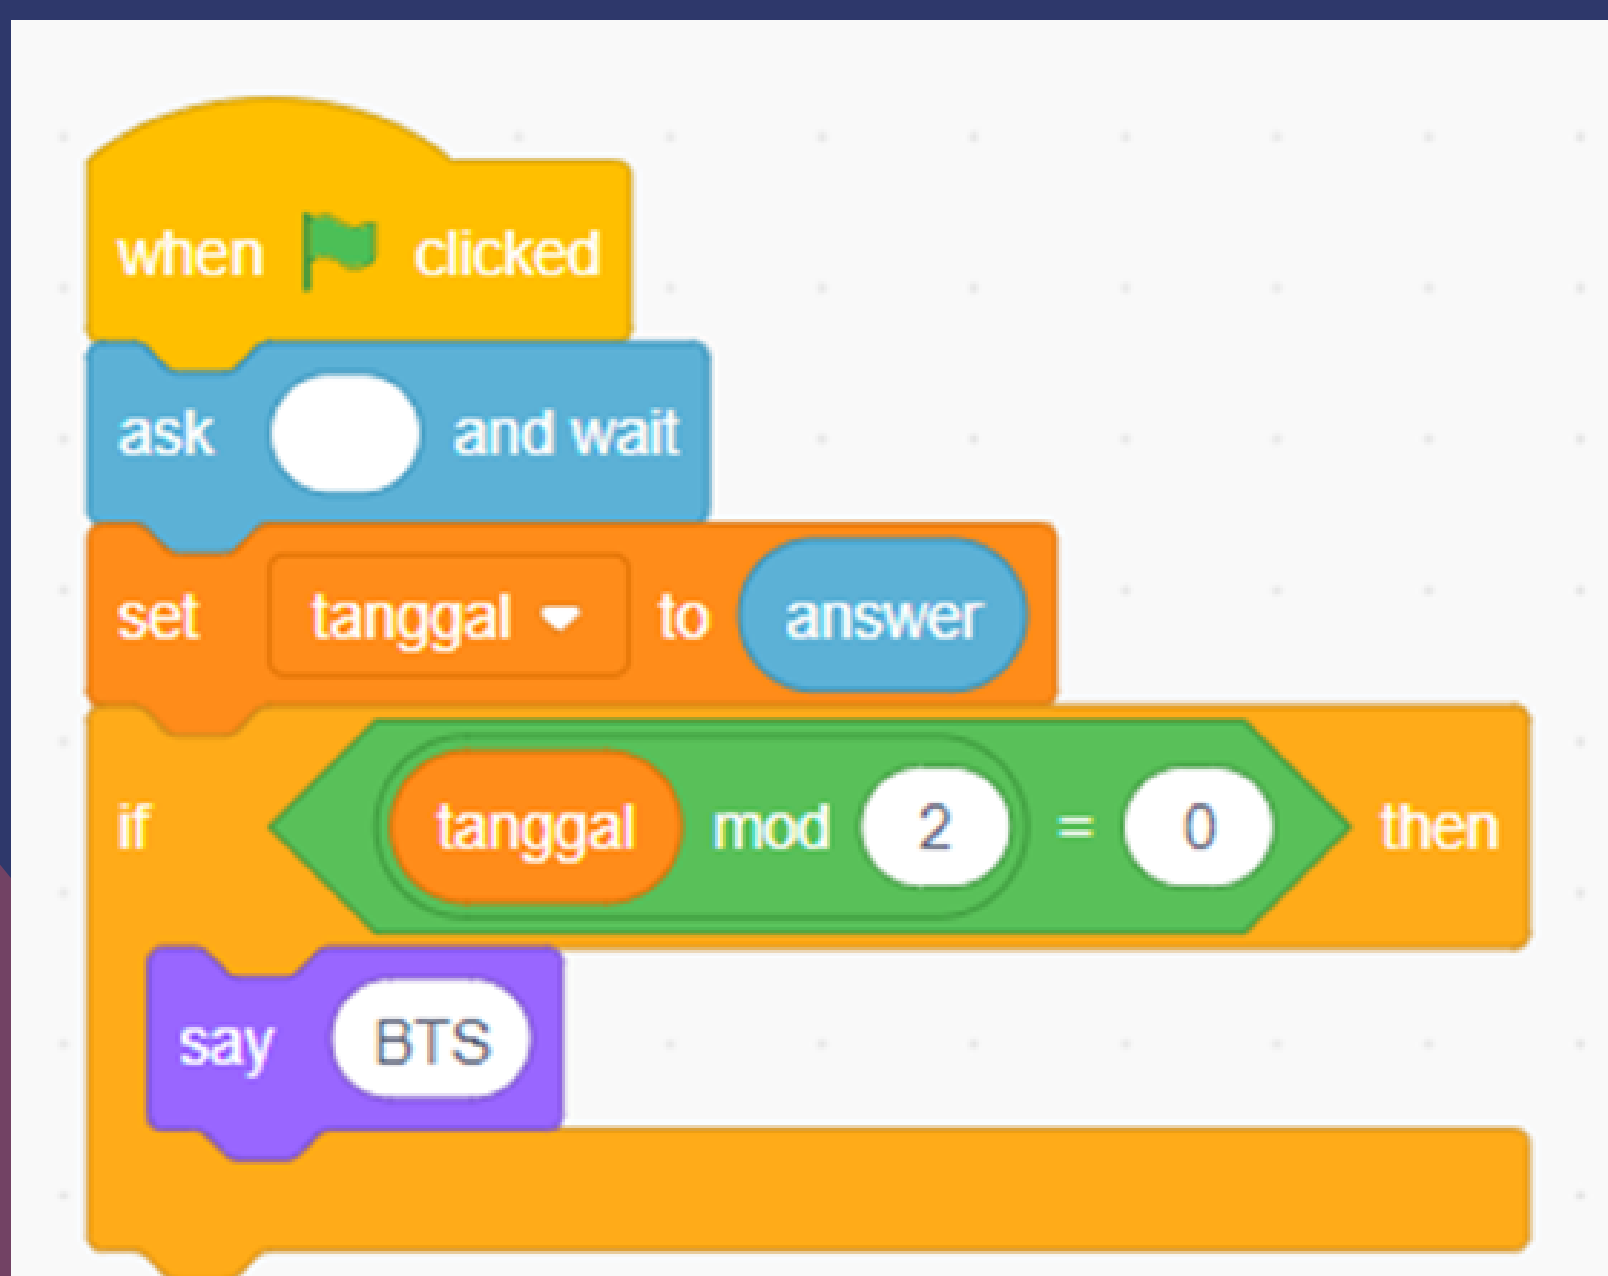 when clicked
ask and wait
set tanggal to answer
if tanggal mod 2 = 0 then
say BTS